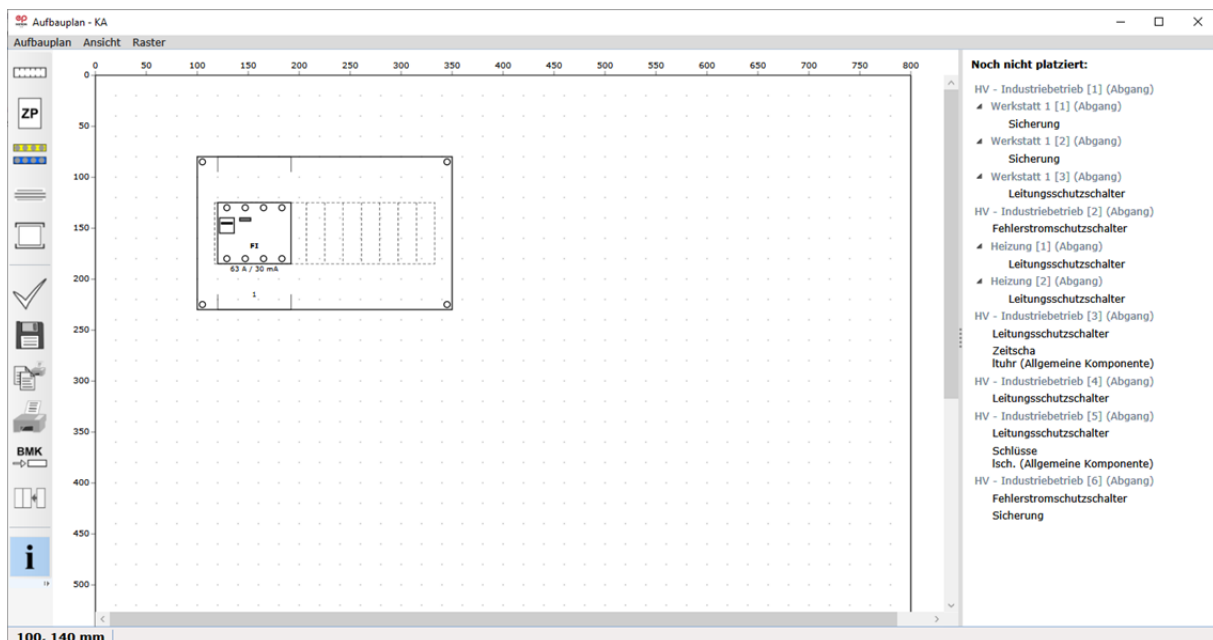 Aufbauplan - KA
Aufbauplan Ansicht Raster
0 50 100 150 200 250 300 350 400 450 500 550 600 650 700 750 800
0
50
100
150
200
250
300
350
400
450
500
ZP
BMK
i
FI
63 A / 30 mA
1
Noch nicht platziert:
HV - Industriebetrieb [1] (Abgang)
Werkstatt 1 [1] (Abgang)
Sicherung
Werkstatt 1 [2] (Abgang)
Sicherung
Werkstatt 1 [3] (Abgang)
Leitungsschutzschalter
HV - Industriebetrieb [2] (Abgang)
Fehlerstromschutzschalter
Heizung [1] (Abgang)
Leitungsschutzschalter
Heizung [2] (Abgang)
Leitungsschutzschalter
HV - Industriebetrieb [3] (Abgang)
Leitungsschutzschalter
Zeitscha
ltuhr (Allgemeine Komponente)
HV - Industriebetrieb [4] (Abgang)
Leitungsschutzschalter
HV - Industriebetrieb [5] (Abgang)
Leitungsschutzschalter
Schlüsse
lsch. (Allgemeine Komponente)
HV - Industriebetrieb [6] (Abgang)
Fehlerstromschutzschalter
Sicherung
100, 140 mm